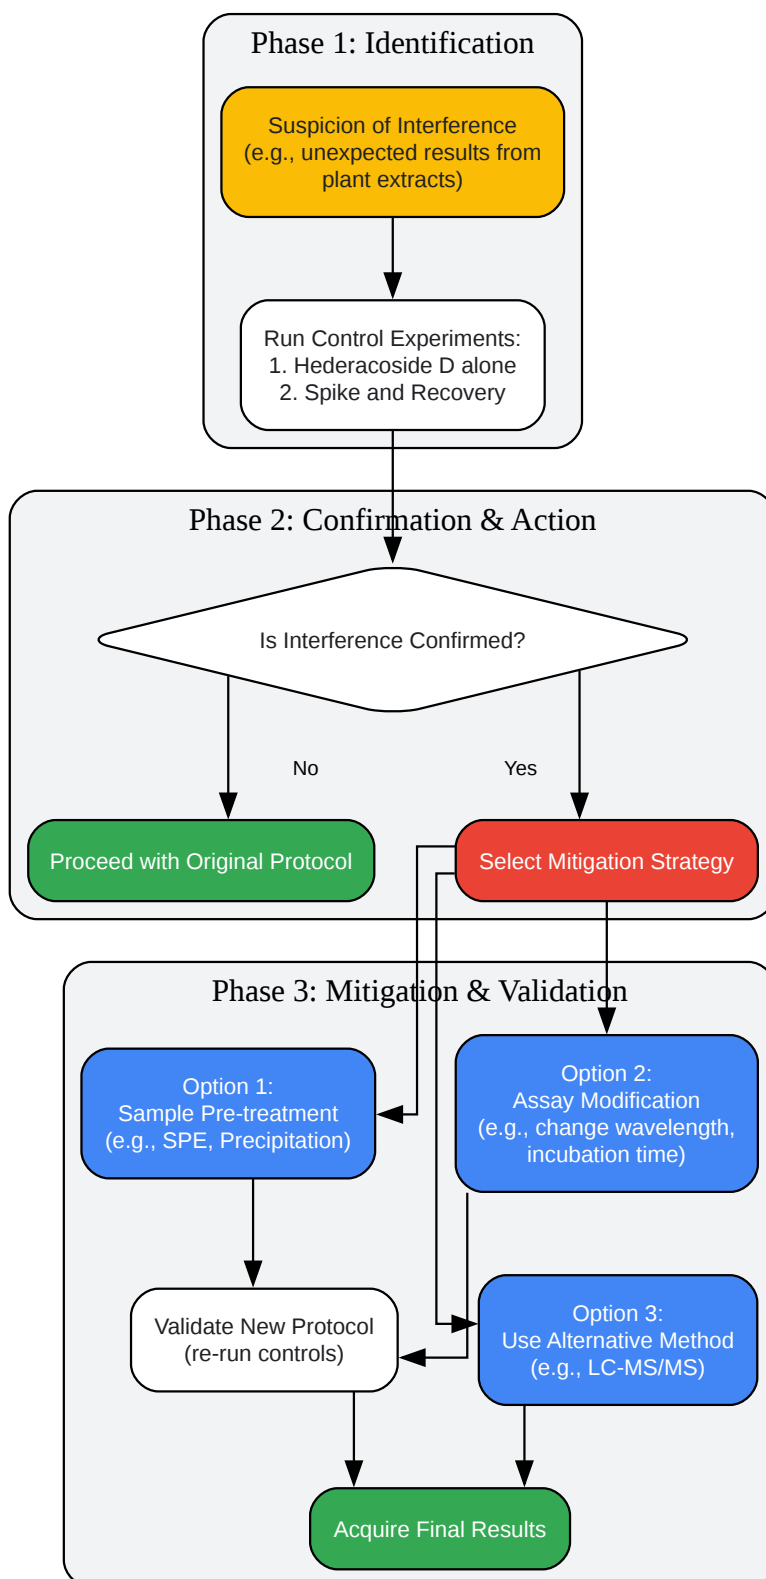 Phase 1: Identification
Suspicion of Interference
(e.g., unexpected results from
plant extracts)
Run Control Experiments:
1. Hederacoside D alone
2. Spike and Recovery
Phase 2: Confirmation & Action
Is Interference Confirmed?
No
Yes
Proceed with Original Protocol
Select Mitigation Strategy
Phase 3: Mitigation & Validation
Option 1:
Sample Pre-treatment
(e.g., SPE, Precipitation)
Option 2:
Assay Modification
(e.g., change wavelength,
incubation time)
Validate New Protocol
(re-run controls)
Option 3:
Use Alternative Method
(e.g., LC-MS/MS)
Acquire Final Results